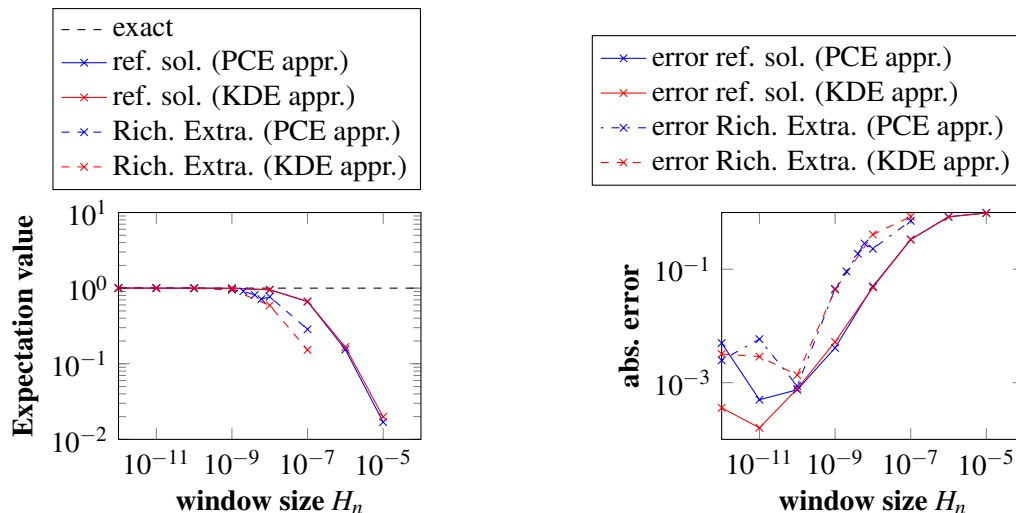 exact
ref. sol. (PCE appr.)
ref. sol. (KDE appr.)
Rich. Extra. (PCE appr.)
Rich. Extra. (KDE appr.)
10^1
10^0
10^−1
10^−2
Expectation value
10^−11
10^−9
10^−7
10^−5
window size H_n
error ref. sol. (PCE appr.)
error ref. sol. (KDE appr.)
error Rich. Extra. (PCE appr.)
error Rich. Extra. (KDE appr.)
10^−1
10^−3
abs. error
10^−11
10^−9
10^−7
10^−5
window size H_n